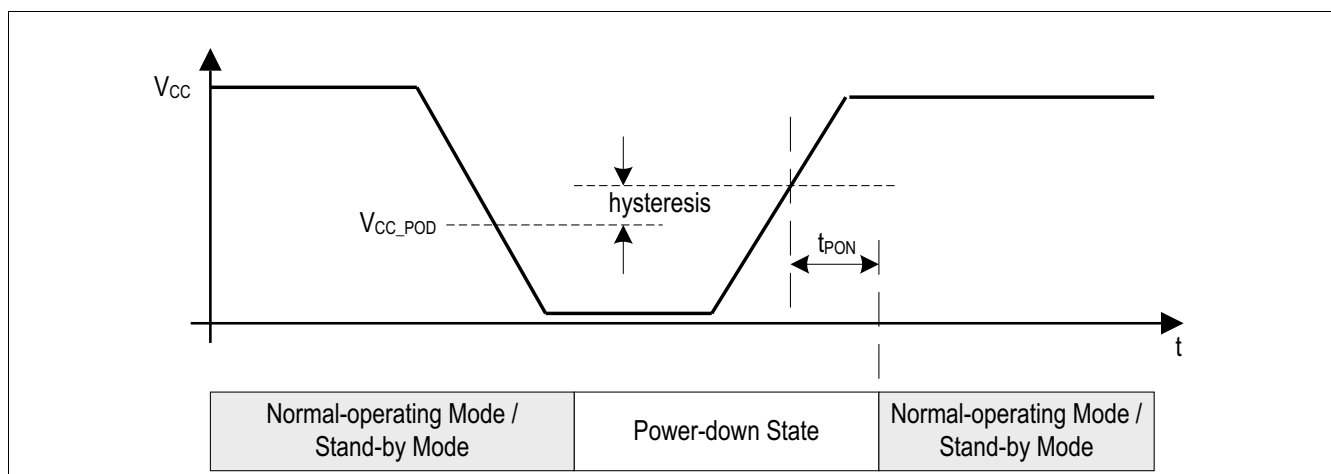 VCC
hysteresis
VCC_POD
tPON
t
Normal-operating Mode /
Stand-by Mode
Power-down State
Normal-operating Mode /
Stand-by Mode